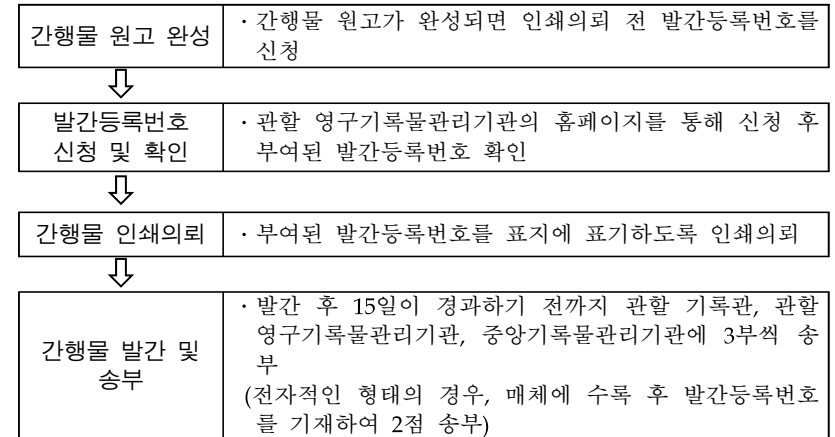 간행물 원고 완성
· 간행물 원고가 완성되면 인쇄의뢰 전 발간등록번호를
신청
발간등록번호
신청 및 확인
· 관할 영구기록물관리기관의 홈페이지를 통해 신청 후
부여된 발간등록번호 확인
간행물 인쇄의뢰
· 부여된 발간등록번호를 표지에 표기하도록 인쇄의뢰
간행물 발간 및
송부
· 발간 후 15일이 경과하기 전까지 관할 기록관, 관할
영구기록물관리기관, 중앙기록물관리기관에 3부씩 송
부
(전자적인 형태의 경우, 매체에 수록 후 발간등록번호
를 기재하여 2점 송부)